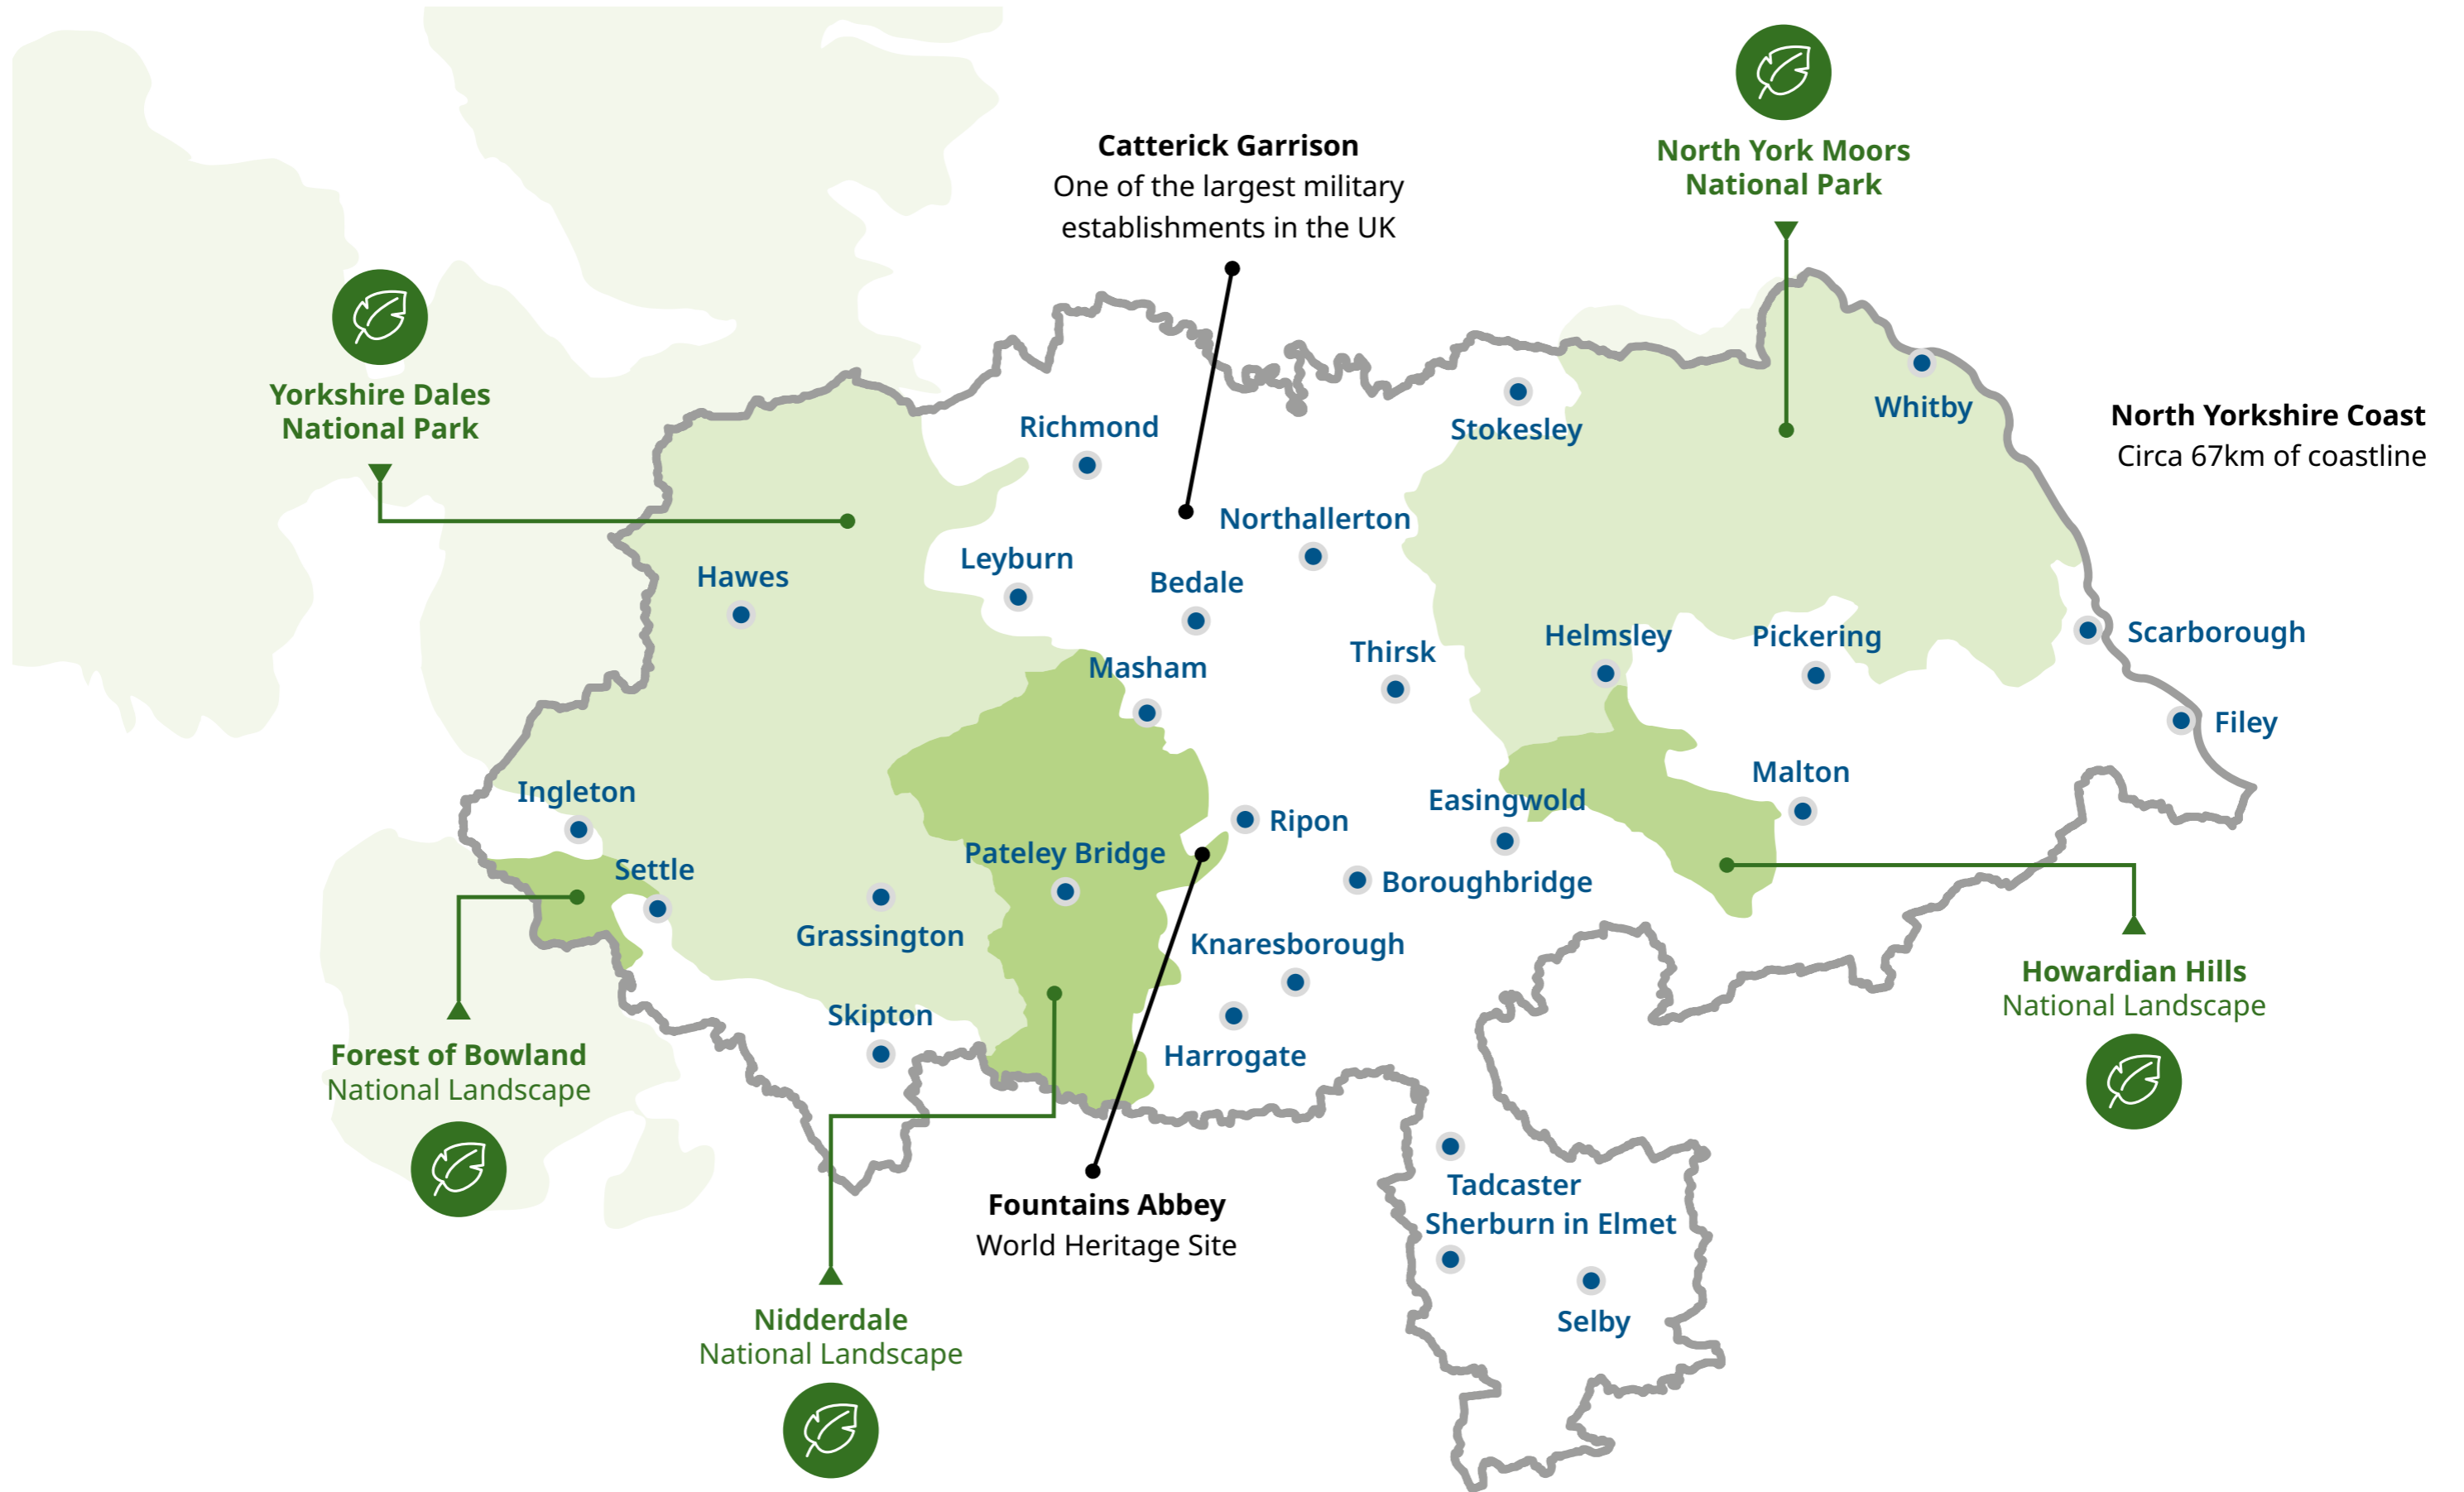 North York Moors
National Park
Catterick Garrison
One of the largest military
establishments in the UK
Yorkshire Dales
National Park
North Yorkshire Coast
Circa 67km of coastline
Whitby
Richmond
Stokesley
Northallerton
Leyburn
Hawes
Bedale
Scarborough
Helmsley
Pickering
Thirsk
Masham
Filey
Malton
Ingleton
Easingwold
Ripon
Pateley Bridge
Settle
Boroughbridge
Grassington
Knaresborough
Howardian Hills
National Landscape
Skipton
Harrogate
Forest of Bowland
National Landscape
Tadcaster
Fountains Abbey
World Heritage Site
Sherburn in Elmet
Selby
Nidderdale
National Landscape